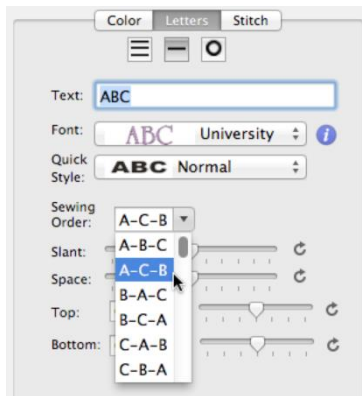 Color Letters Stitch
Text: ABC
Font: ABC University
Quick Style: ABC Normal
Sewing Order: A-C-B
A-B-C
Slant:
A-C-B
Space:
B-A-C
Top:
B-C-A
Bottom:
C-A-B
C-B-A